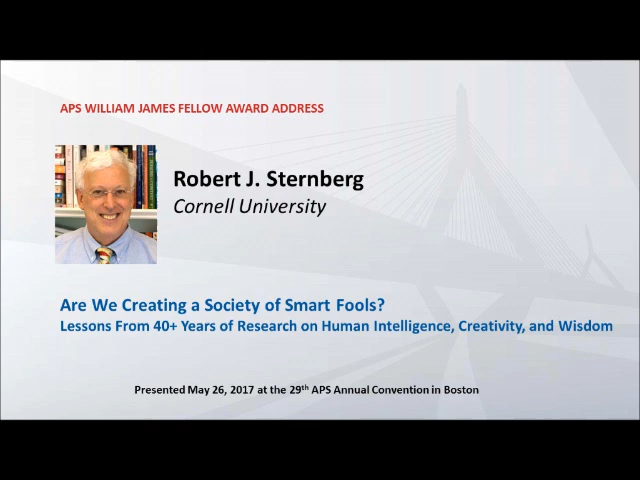 APS WILLIAM JAMES FELLOW AWARD ADDRESS
Robert J. Sternberg
Cornell University
Are We Creating a Society of Smart Fools?
Lessons From 40+ Years of Research on Human Intelligence, Creativity, and Wisdom
Presented May 26, 2017 at the 29th APS Annual Convention in Boston